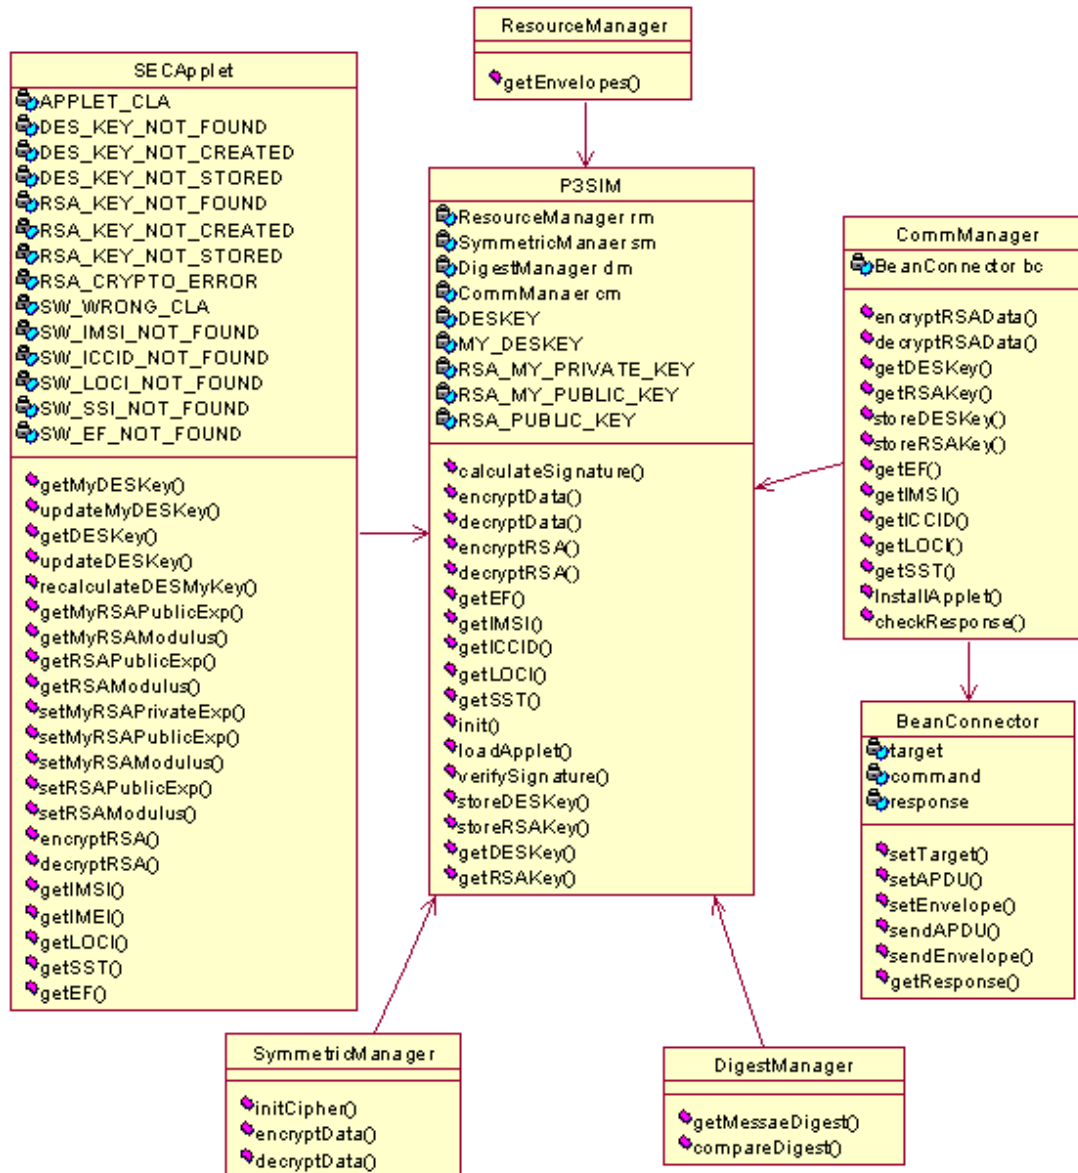 ResourceManager
getEnvelopes()
SECApplet
APPLET_CLA
DES_KEY_NOT_FOUND
DES_KEY_NOT_CREATED
DES_KEY_NOT_STORED
RSA_KEY_NOT_FOUND
RSA_KEY_NOT_CREATED
RSA_KEY_NOT_STORED
RSA_CRYPTO_ERROR
SW_WRONG_CLA
SW_IMSI_NOT_FOUND
SW_ICCID_NOT_FOUND
SW_LOCI_NOT_FOUND
SW_SSI_NOT_FOUND
SW_EF_NOT_FOUND
getMyDESKey()
updateMyDESKey()
getDESKey()
updateDESKey()
recalculateDESMyKey()
getMyRSAPublicExp()
getMyRSAModulus()
getRSAPublicExp()
getRSAModulus()
setMyRSAPrivateExp()
setMyRSAPublicExp()
setMyRSAModulus()
setRSAPublicExp()
setRSAModulus()
encryptRSA()
decryptRSA()
getIMSI()
getIMEI()
getLOCI()
getSST()
getEF()
P3SIM
ResourceManager rm
SymmetricManaer sm
DigestManager dm
CommManaer cm
DESKEY
MY_DESKEY
RSA_MY_PRIVATE_KEY
RSA_MY_PUBLIC_KEY
RSA_PUBLIC_KEY
calculateSignature()
encryptData()
decryptData()
encryptRSA()
decryptRSA()
getEF()
getIMSI()
getICCID()
getLOCI()
getSST()
init()
loadApplet()
verifySignature()
storeDESKey()
storeRSAKey()
getDESKey()
getRSAKey()
CommManager
BeanConnector bc
encryptRSAData()
decryptRSAData()
getDESKey()
getRSAKey()
storeDESKey()
storeRSAKey()
getEF()
getIMSI()
getICCID()
getLOCI()
getSST()
InstallApplet()
checkResponse()
BeanConnector
target
command
response
setTarget()
setAPDU()
setEnvelope()
sendAPDU()
sendEnvelope()
getResponse()
SymmetricManager
initCipher()
encryptData()
decryptData()
DigestManager
getMessaeDigest()
compareDigest()